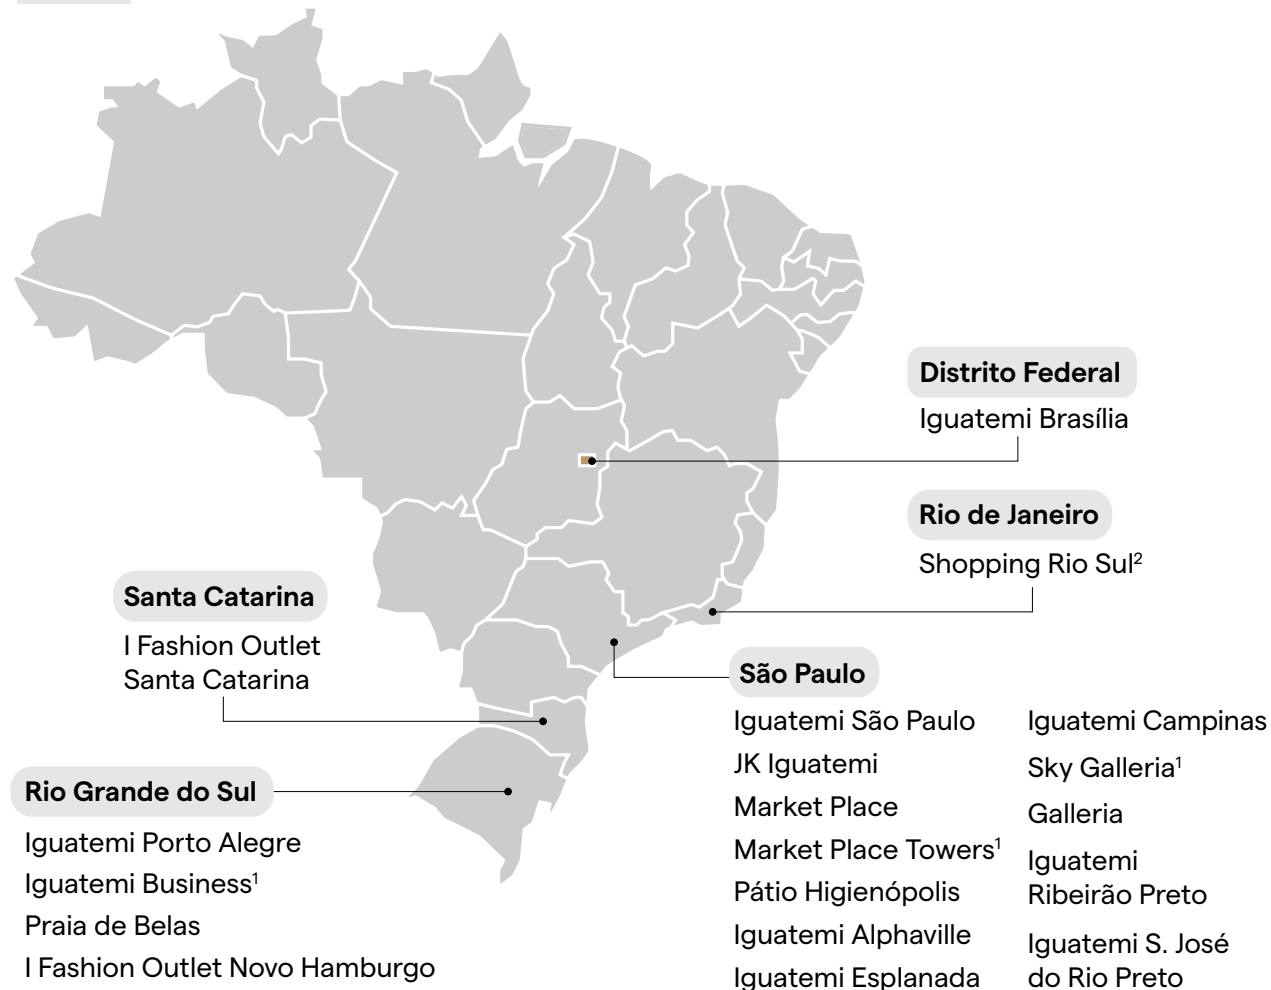 Distrito Federal
Iguatemi Brasília
Rio de Janeiro
Shopping Rio Sul²
Santa Catarina
I Fashion Outlet
Santa Catarina
São Paulo
Iguatemi São Paulo
JK Iguatemi
Market Place
Market Place Towers¹
Pátio Higienópolis
Iguatemi Alphaville
Iguatemi Esplanada
Iguatemi Campinas
Sky Galleria¹
Galleria
Iguatemi
Ribeirão Preto
Iguatemi S. José
do Rio Preto
Rio Grande do Sul
Iguatemi Porto Alegre
Iguatemi Business¹
Praia de Belas
I Fashion Outlet Novo Hamburgo